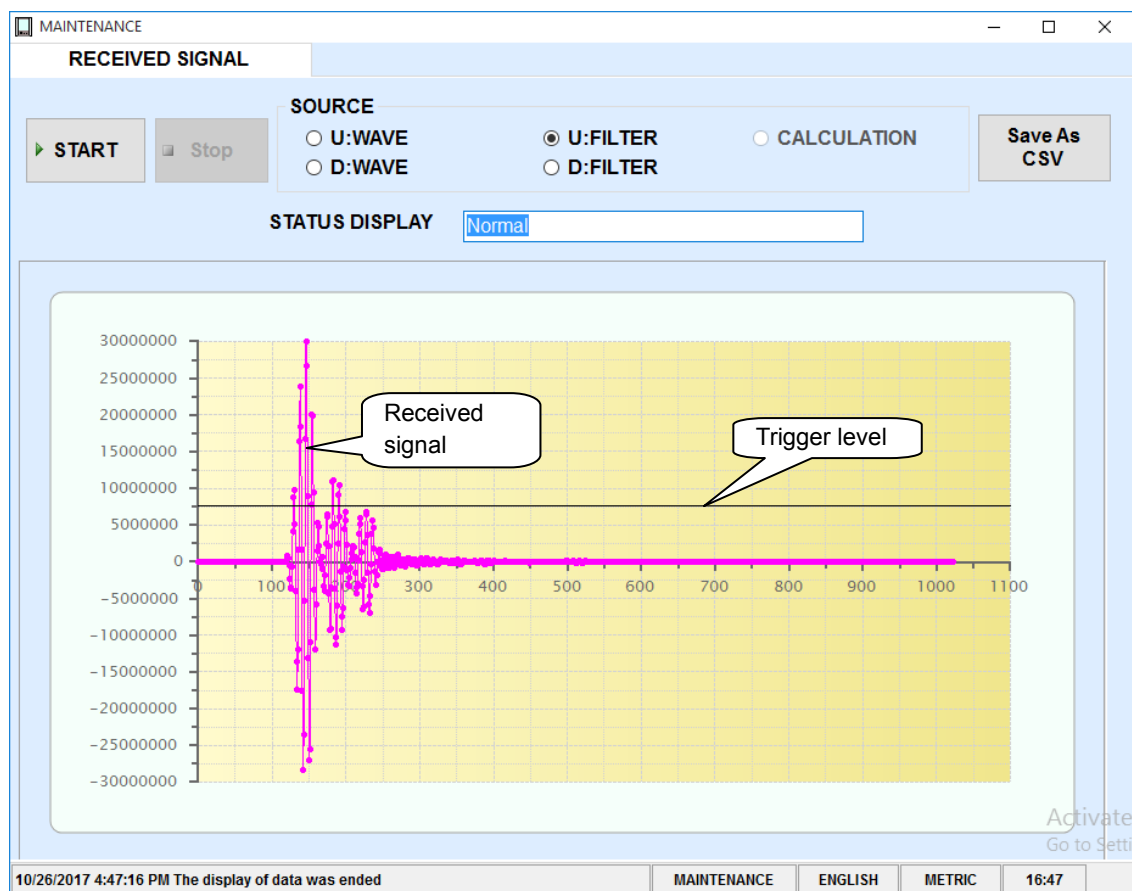 MAINTENANCE
RECEIVED SIGNAL
SOURCE
START
Stop
U:WAVE
U:FILTER
CALCULATION
D:WAVE
D:FILTER
Save As
CSV
STATUS DISPLAY
Normal
30000000
25000000
20000000
15000000
10000000
5000000
0
-5000000
-10000000
-15000000
-20000000
-25000000
-30000000
Received
signal
Trigger level
0 100 200 300 400 500 600 700 800 900 1000 1100
Activate
Go to Setti
10/26/2017 4:47:16 PM The display of data was ended
MAINTENANCE
ENGLISH
METRIC
16:47